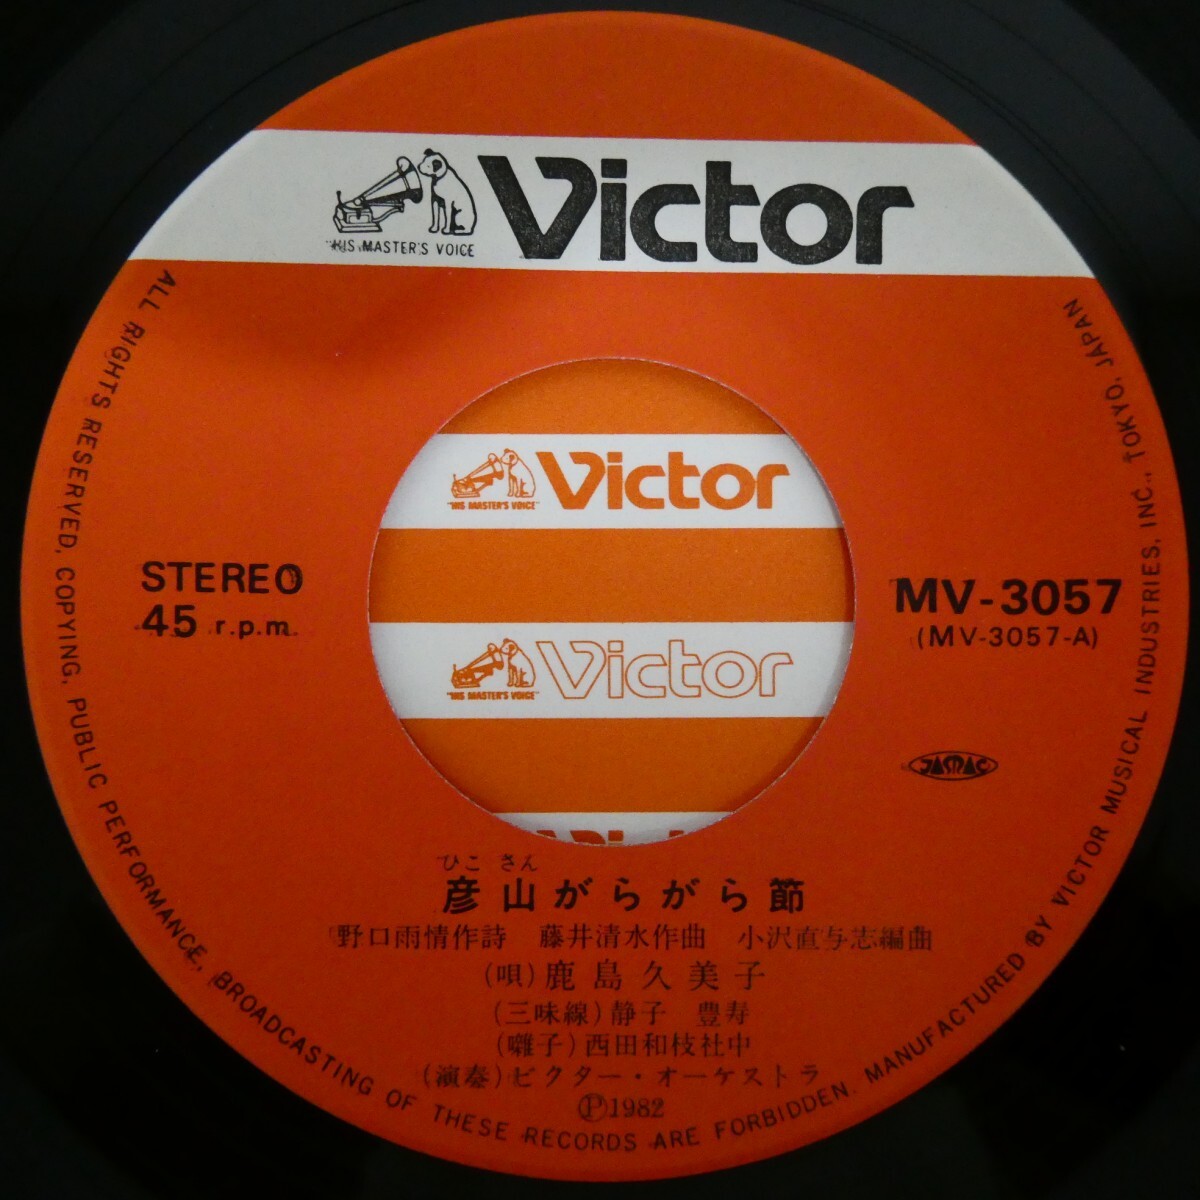 Victor
"HIS MASTER'S VOICE"
STEREO
45 r.p.m.
MV-3057
(MV-3057-A)
JASRAC
Victor
"HIS MASTER'S VOICE"
Victor
"HIS MASTER'S VOICE"
ひこ さん
彦山がらがら節
野口雨情作詩 藤井清水作曲 小沢直与志編曲
(唄)鹿島久美子
(三味線)静子 豊寿
(囃子)西田和枝社中
(演奏)ビクター・オーケストラ
Ⓟ1982
ALL RIGHTS RESERVED, COPYING, PUBLIC PERFORMANCE, BROADCASTING OF THESE RECORDS ARE FORBIDDEN. MANUFACTURED BY VICTOR MUSICAL INDUSTRIES, INC., TOKYO, JAPAN